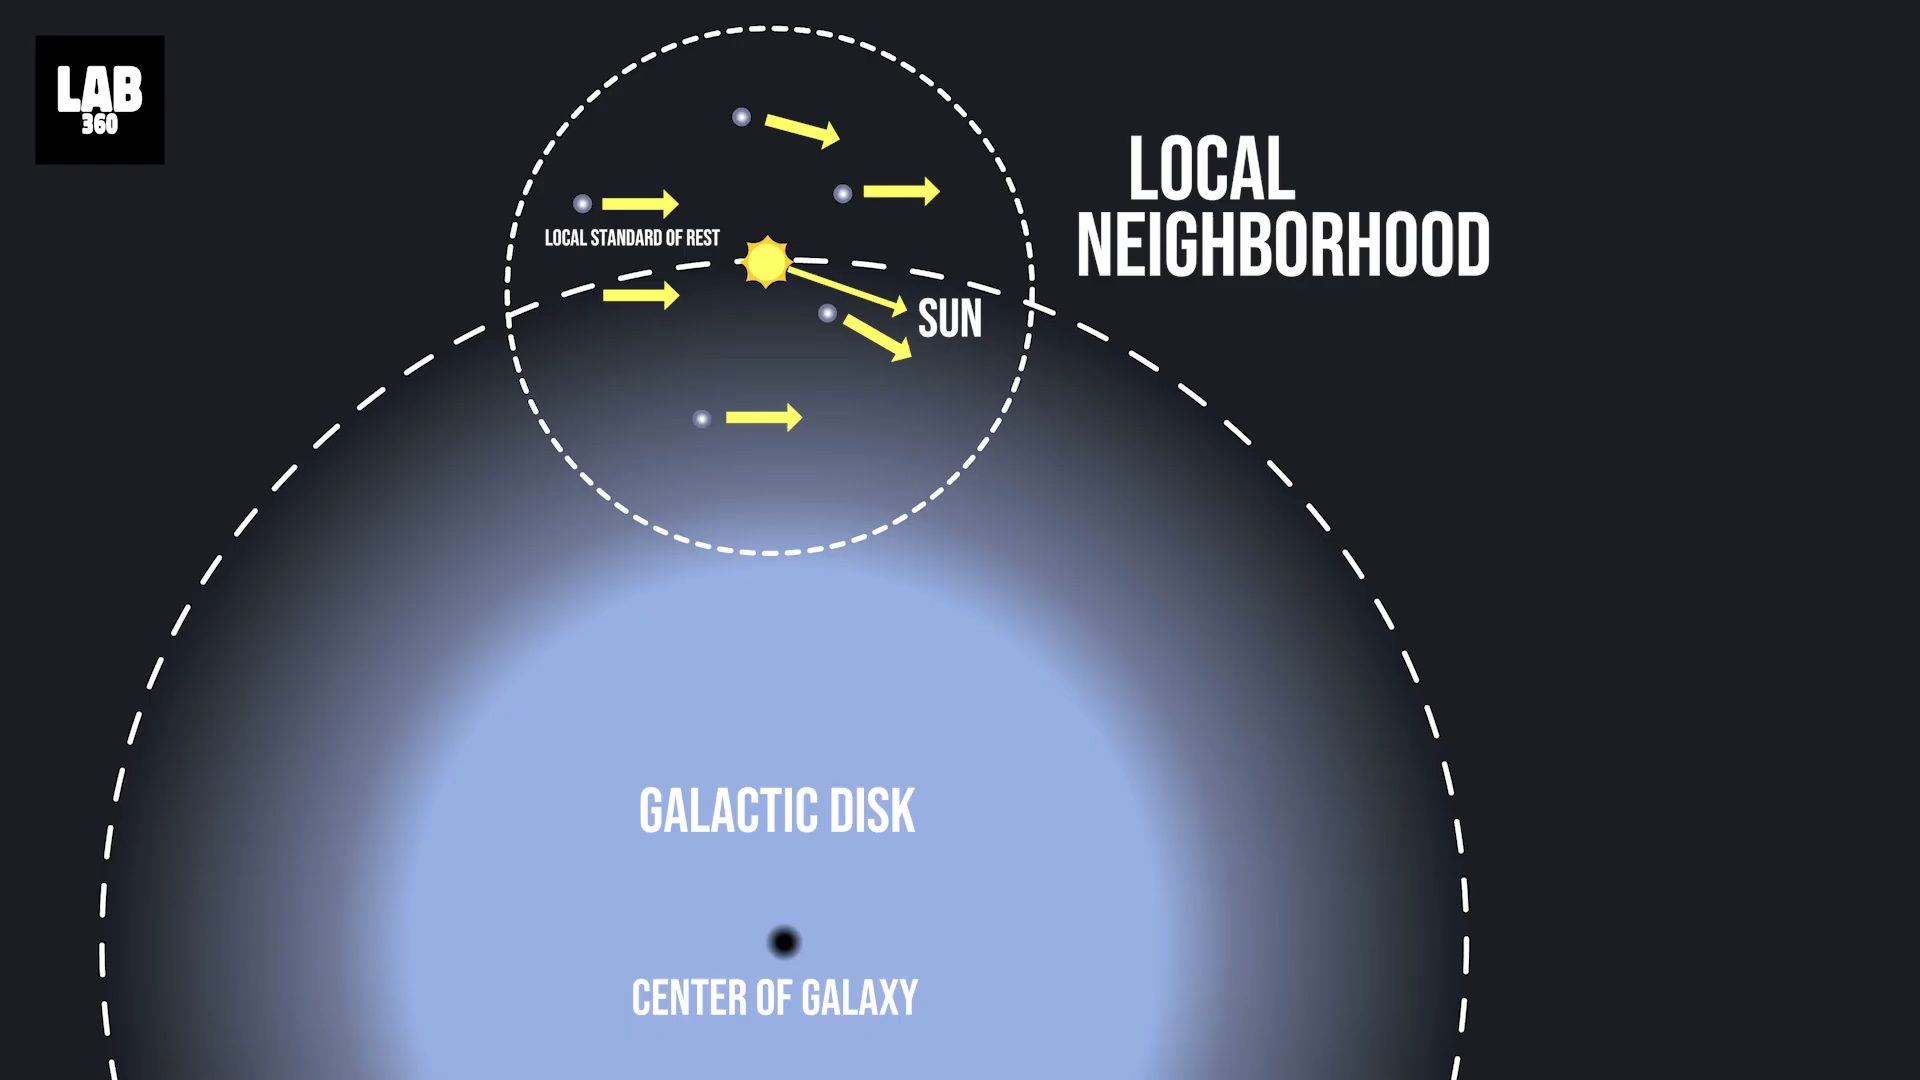 LAB
360
LOCAL
NEIGHBORHOOD
LOCAL STANDARD OF REST
SUN
GALACTIC DISK
CENTER OF GALAXY